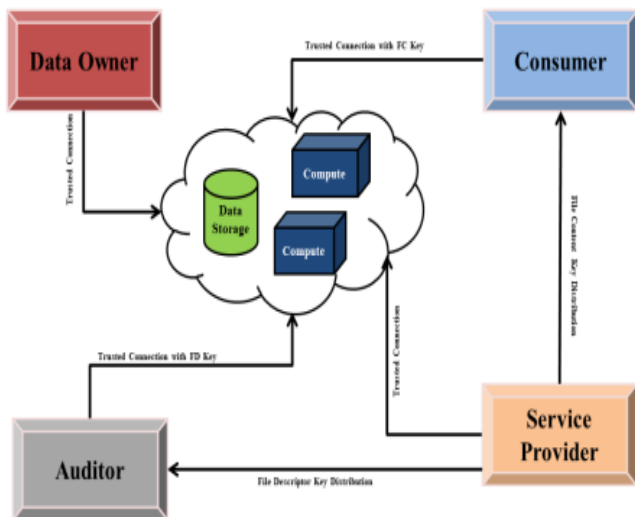 Data Owner
Trusted Connection with FC Key
Consumer
Trusted Connection
Compute
Data
Storage
Compute
File Content Key Distribution
Trusted Connection with FD Key
Trusted Connection
Auditor
File Descriptor Key Distribution
Service
Provider